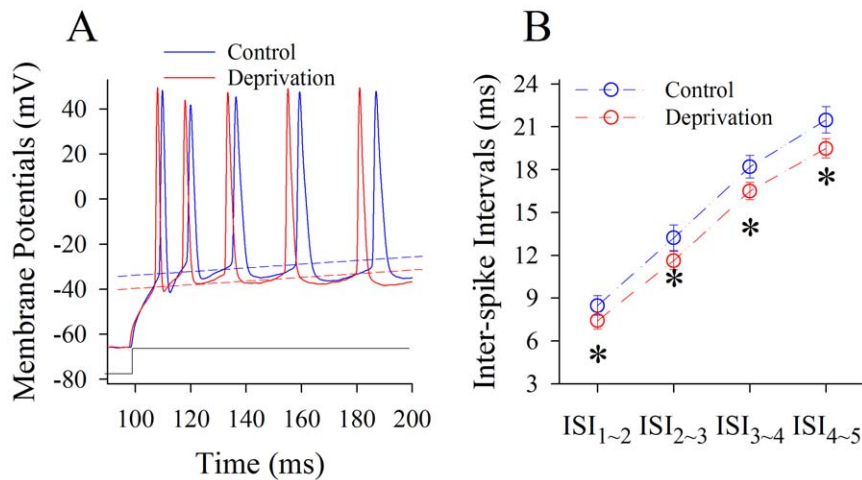 A
Control
Deprivation
Membrane Potentials (mV)
40
20
0
-20
-40
-60
-80
100 120 140 160 180 200
Time (ms)
B
Control
Deprivation
Inter-spike Intervals (ms)
24
21
18
15
12
9
6
3
*
*
*
*
ISI1~2 ISI2~3 ISI3~4 ISI4~5